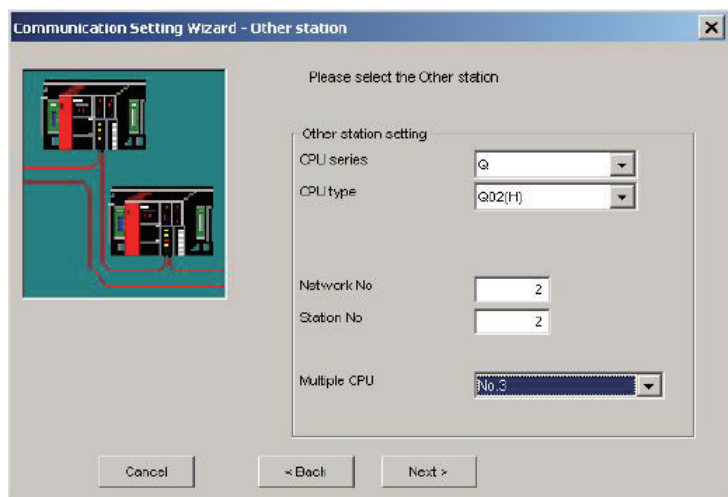 Communication Setting Wizard - Other station
Please select the Other station
Other station setting
CPU series
Q
CPU type
Q02(H)
Network No
2
Station No
2
Multiple CPU
No.3
Cancel
< Back
Next >